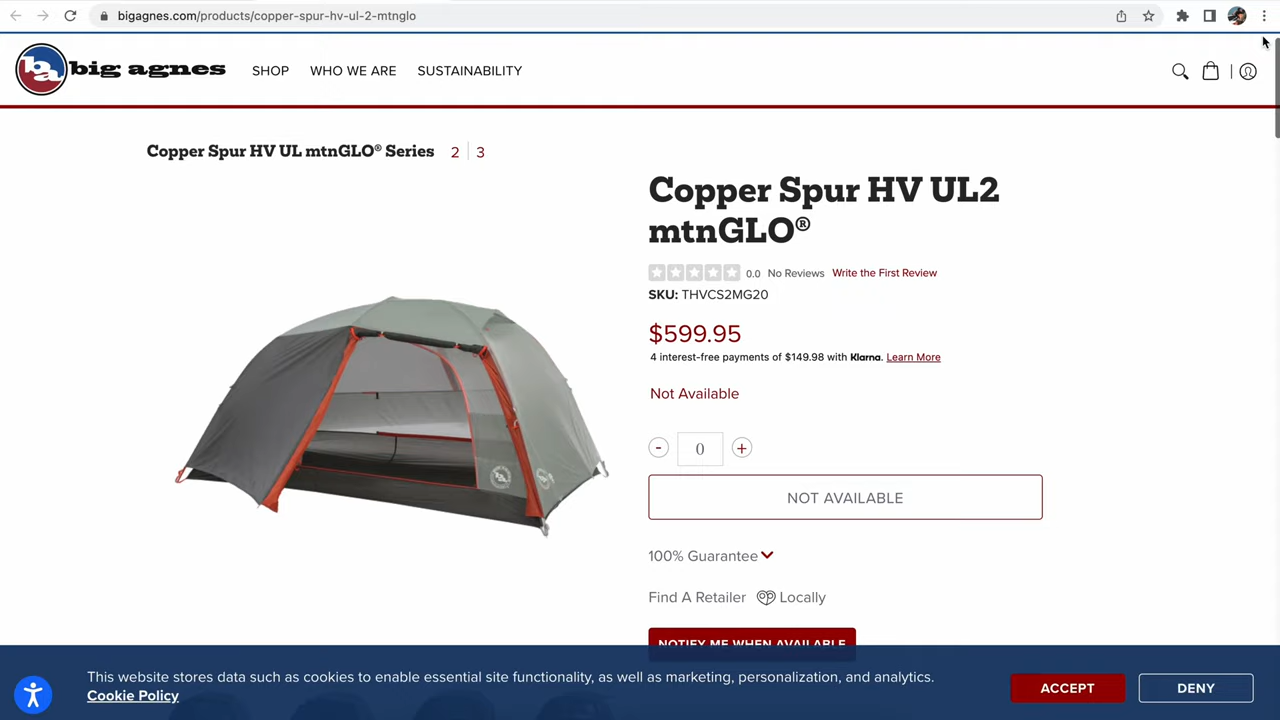 bigagnes.com/products/copper-spur-hv-ul-2-mtnglo
big agnes
SHOP WHO WE ARE SUSTAINABILITY
Copper Spur HV UL mtnGLO® Series 2 3
Copper Spur HV UL2
mtnGLO®
0.0 No Reviews Write the First Review
SKU: THVCS2MG20
$599.95
4 interest-free payments of $149.98 with Klarna. Learn More
Not Available
- 0 +
NOT AVAILABLE
100% Guarantee
Find A Retailer Locally
NOTIFY ME WHEN AVAILABLE
This website stores data such as cookies to enable essential site functionality, as well as marketing, personalization, and analytics.
Cookie Policy
ACCEPT DENY